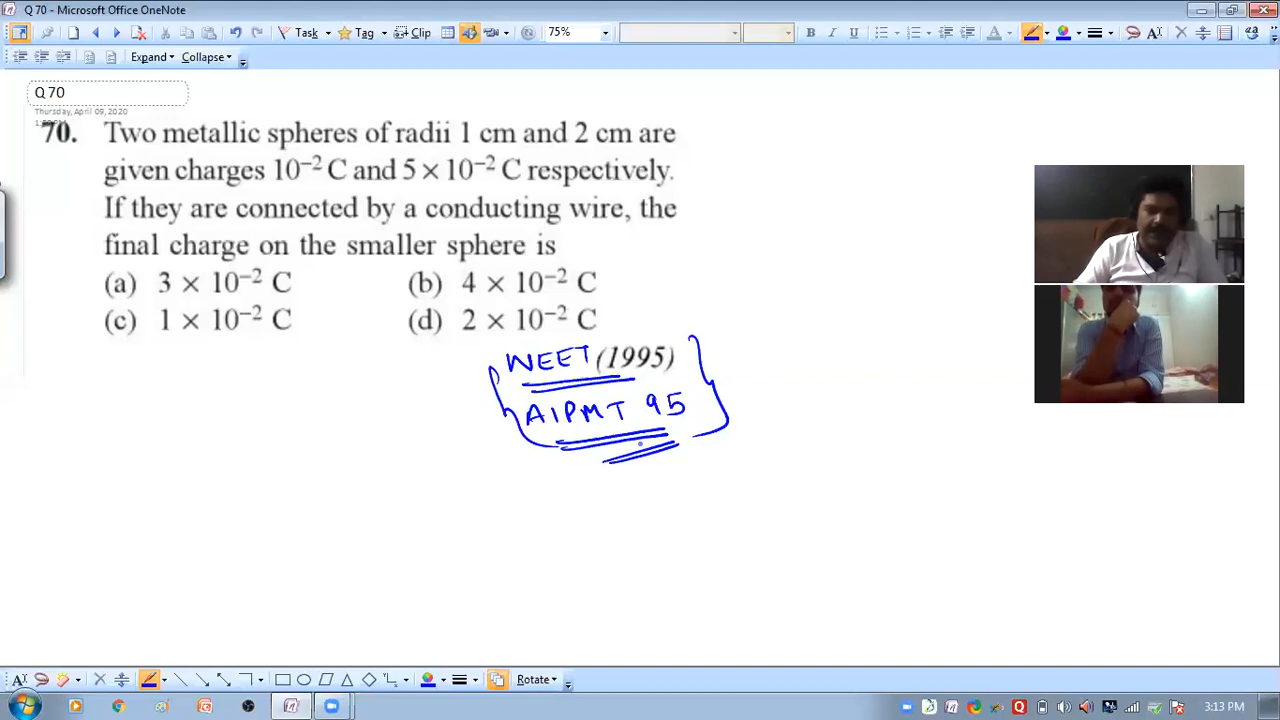 Q 70 - Microsoft Office OneNote
Task Tag Clip 75% B I U
Expand Collapse
Q 70
Thursday, April 09, 2020
70. Two metallic spheres of radii 1 cm and 2 cm are
given charges 10⁻² C and 5 × 10⁻² C respectively.
If they are connected by a conducting wire, the
final charge on the smaller sphere is
(a) 3 × 10⁻² C (b) 4 × 10⁻² C
(c) 1 × 10⁻² C (d) 2 × 10⁻² C
NEET (1995)
AIPMT 95
Rotate
3:13 PM